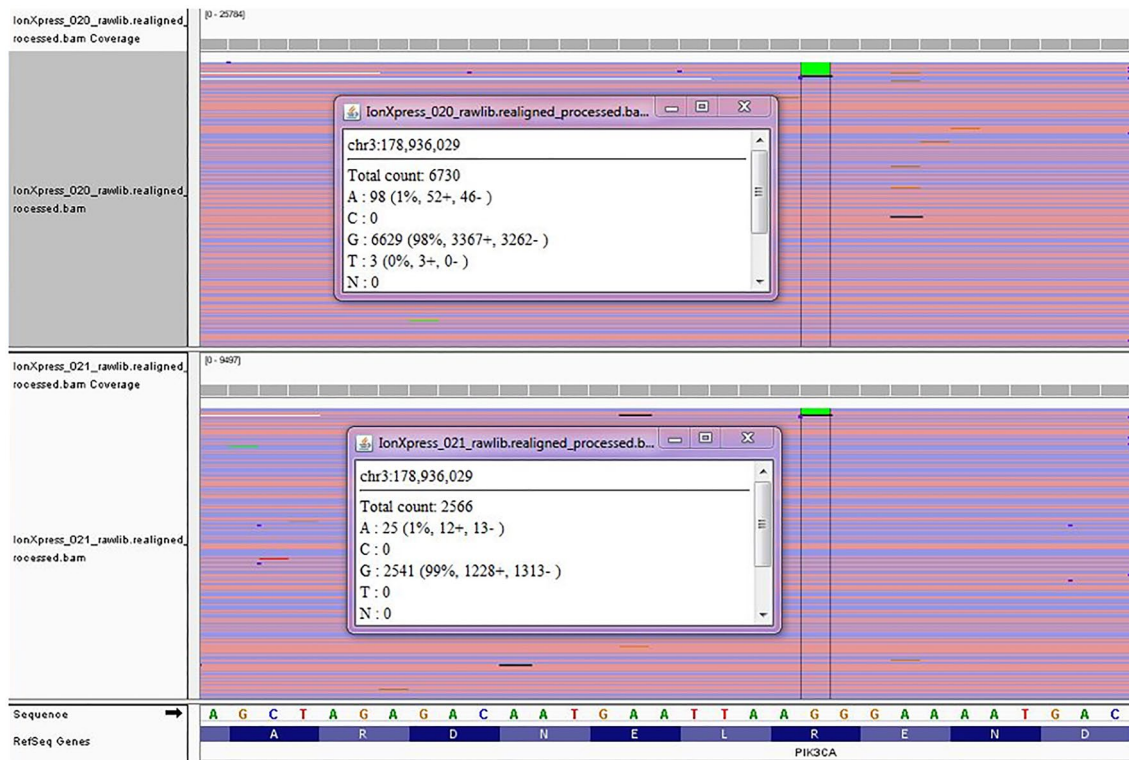 IonXpress_020_rawlib.realigned_
rocessed.bam Coverage
[0 - 25784]
IonXpress_020_rawlib.realigned_
rocessed.bam
IonXpress_020_rawlib.realigned_processed.ba...
chr3:178,936,029
Total count: 6730
A : 98 (1%, 52+, 46- )
C : 0
G : 6629 (98%, 3367+, 3262- )
T : 3 (0%, 3+, 0- )
N : 0
IonXpress_021_rawlib.realigned_
rocessed.bam Coverage
[0 - 9497]
IonXpress_021_rawlib.realigned_
rocessed.bam
IonXpress_021_rawlib.realigned_processed.b...
chr3:178,936,029
Total count: 2566
A : 25 (1%, 12+, 13- )
C : 0
G : 2541 (99%, 1228+, 1313- )
T : 0
N : 0
Sequence A G C T A G A G A C A A T G A A T T A A G G G A A A A T G A C
RefSeq Genes A R D N E L R E N D
PIK3CA